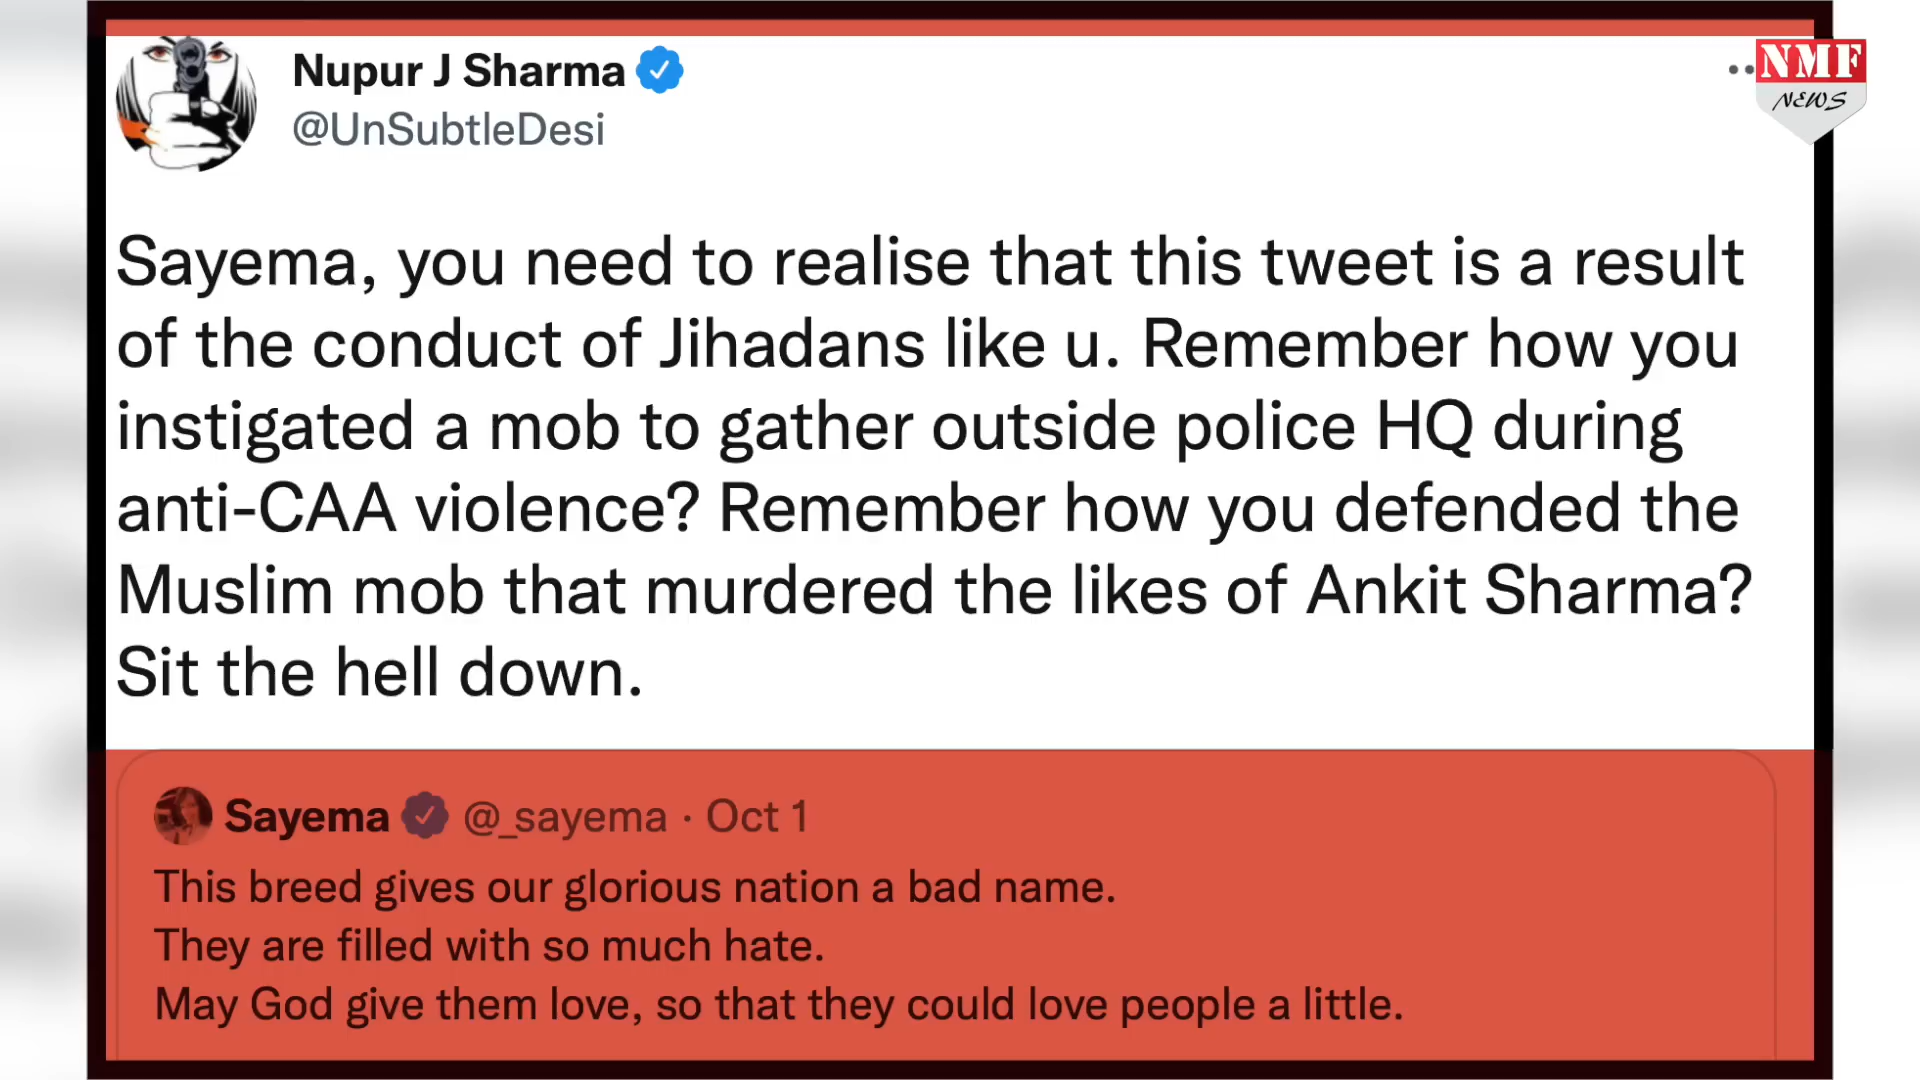 Nupur J Sharma
NMF
@UnSubtleDesi
NEWS
Sayema, you need to realise that this tweet is a result
of the conduct of Jihadans like u. Remember how you
instigated a mob to gather outside police HQ during
anti-CAA violence? Remember how you defended the
Muslim mob that murdered the likes of Ankit Sharma?
Sit the hell down.
Sayema @_sayema · Oct 1
This breed gives our glorious nation a bad name.
They are filled with so much hate.
May God give them love, so that they could love people a little.